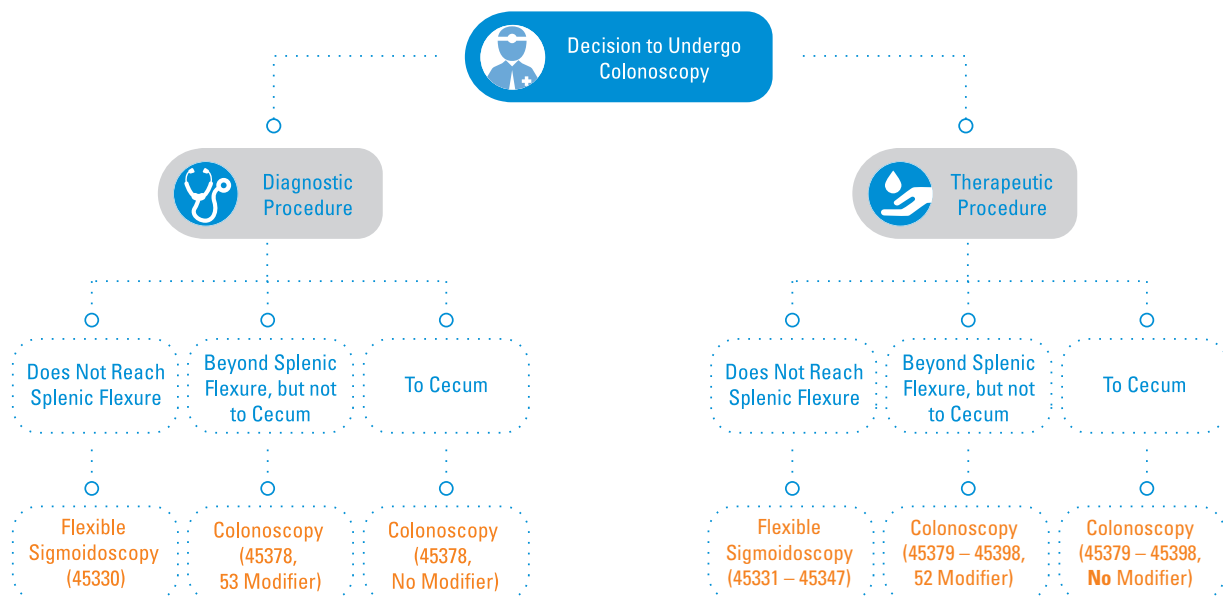 Decision to Undergo
Colonoscopy
Diagnostic
Procedure
Therapeutic
Procedure
Does Not Reach
Splenic Flexure
Beyond Splenic
Flexure, but not
to Cecum
To Cecum
Does Not Reach
Splenic Flexure
Beyond Splenic
Flexure, but not
to Cecum
To Cecum
Flexible
Sigmoidoscopy
(45330)
Colonoscopy
(45378,
53 Modifier)
Colonoscopy
(45378,
No Modifier)
Flexible
Sigmoidoscopy
(45331 – 45347)
Colonoscopy
(45379 – 45398,
52 Modifier)
Colonoscopy
(45379 – 45398,
No Modifier)